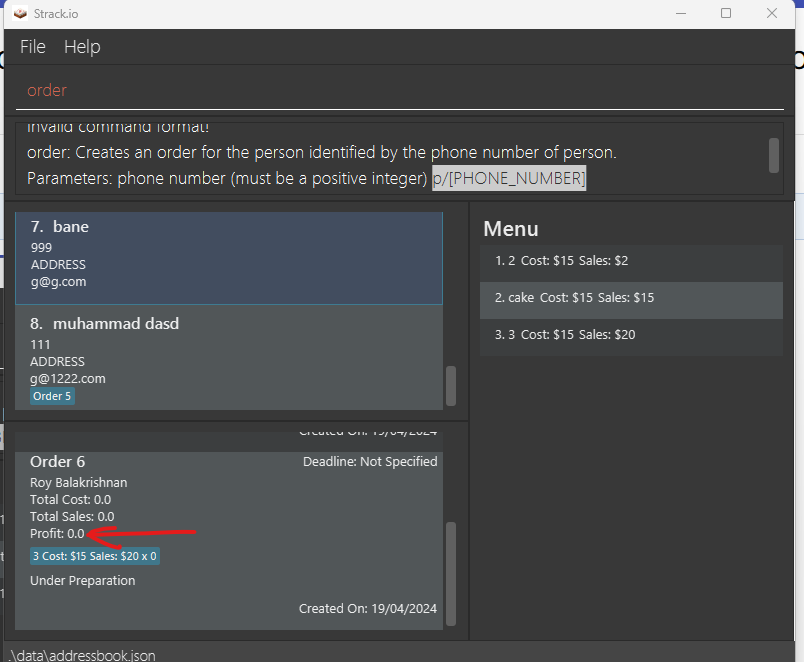 Strack.io
File Help
order
Invalid command format!
order: Creates an order for the person identified by the phone number of person.
Parameters: phone number (must be a positive integer) p/[PHONE_NUMBER]
7. bane
999
ADDRESS
g@g.com
8. muhammad dasd
111
ADDRESS
g@1222.com
Order 5
Menu
1. 2 Cost: $15 Sales: $2
2. cake Cost: $15 Sales: $15
3. 3 Cost: $15 Sales: $20
Created On: 19/04/2024
Order 6 Deadline: Not Specified
Roy Balakrishnan
Total Cost: 0.0
Total Sales: 0.0
Profit: 0.0
3 Cost: $15 Sales: $20 x 0
Under Preparation
Created On: 19/04/2024
.\data\addressbook.json